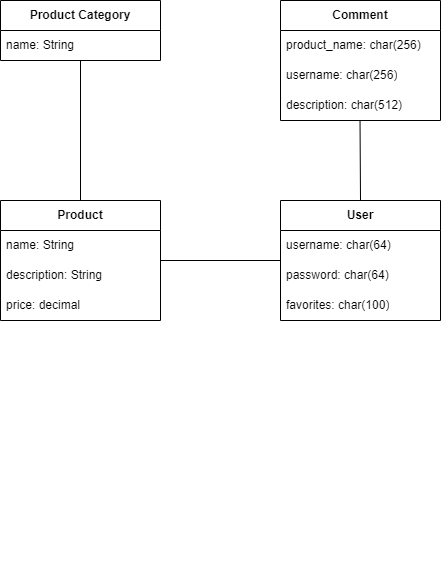 Product Category
name: String
Comment
product_name: char(256)
username: char(256)
description: char(512)
Product
name: String
description: String
price: decimal
User
username: char(64)
password: char(64)
favorites: char(100)